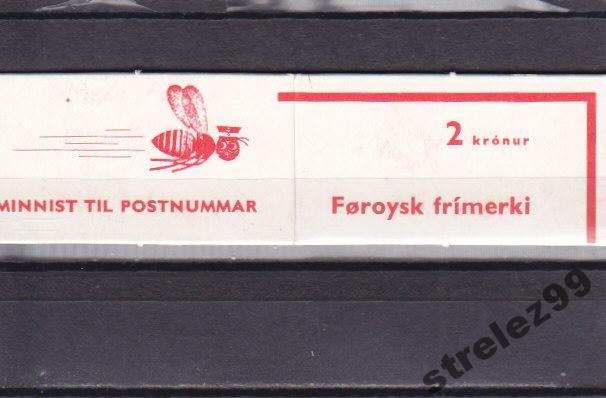 MINNIST TIL POSTNUMMAR
2 krónur
Føroysk frímerki
strelez99